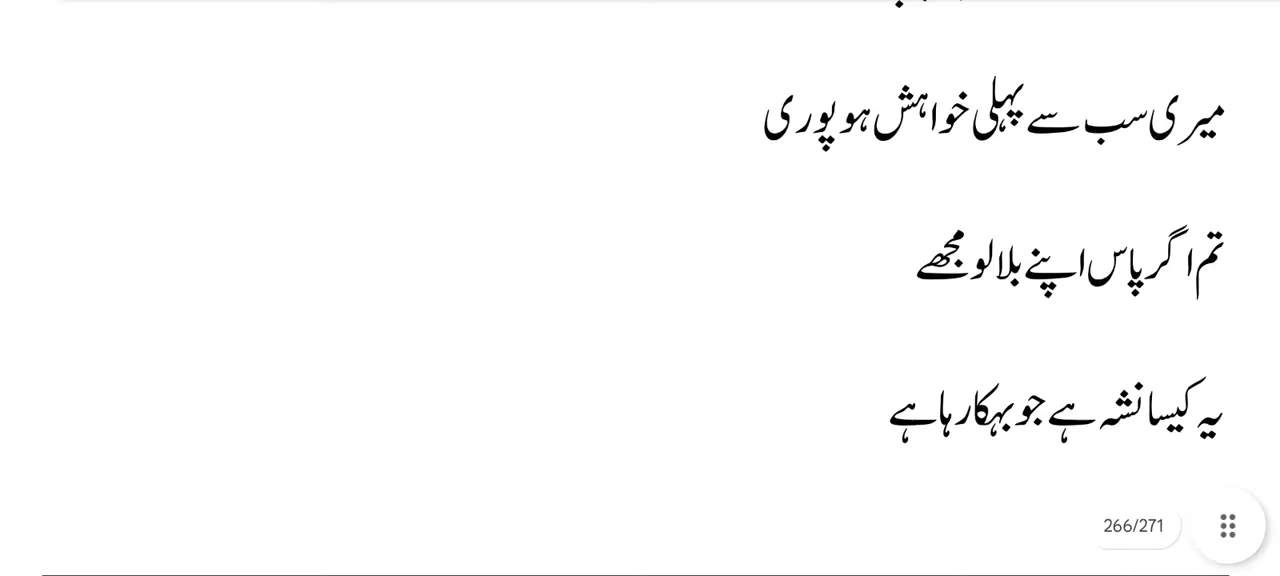 میری سب سے پہلی خواہش ہو پوری
تم اگر پاس اپنے بلا لو مجھے
یہ کیسا نشہ ہے جو بہکا رہا ہے
266/271